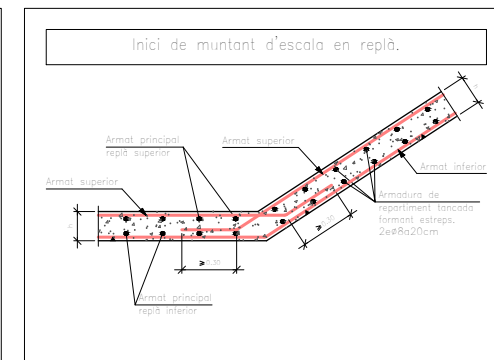 Inici de muntant d'escala en replà.
Armat principal
replà superior
Armat superior
Armat superior
Armat inferior
Armadura de
repartiment tancada
formant estreps.
2eø8a20cm
≥0,30
≥0,30
Armat principal
replà inferior